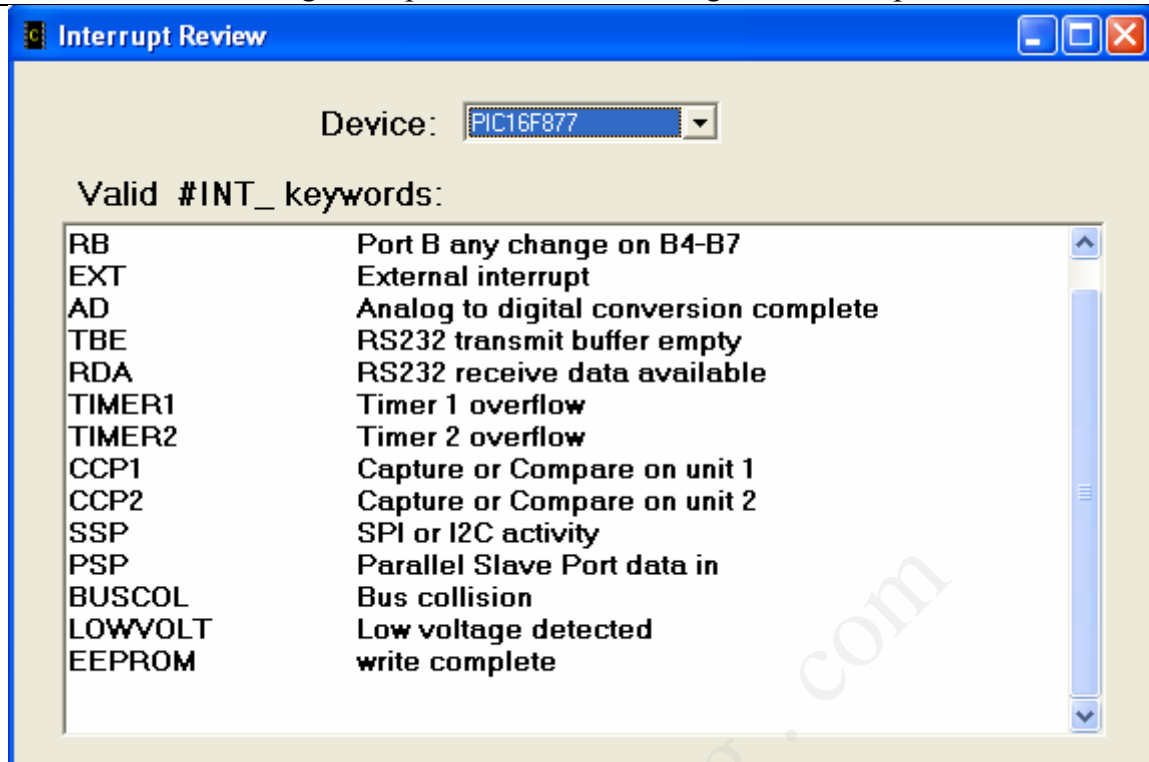 Interrupt Review
Device: PIC16F877
Valid #INT_ keywords:
RB Port B any change on B4-B7
EXT External interrupt
AD Analog to digital conversion complete
TBE RS232 transmit buffer empty
RDA RS232 receive data available
TIMER1 Timer 1 overflow
TIMER2 Timer 2 overflow
CCP1 Capture or Compare on unit 1
CCP2 Capture or Compare on unit 2
SSP SPI or I2C activity
PSP Parallel Slave Port data in
BUSCOL Bus collision
LOWVOLT Low voltage detected
EEPROM write complete
. com